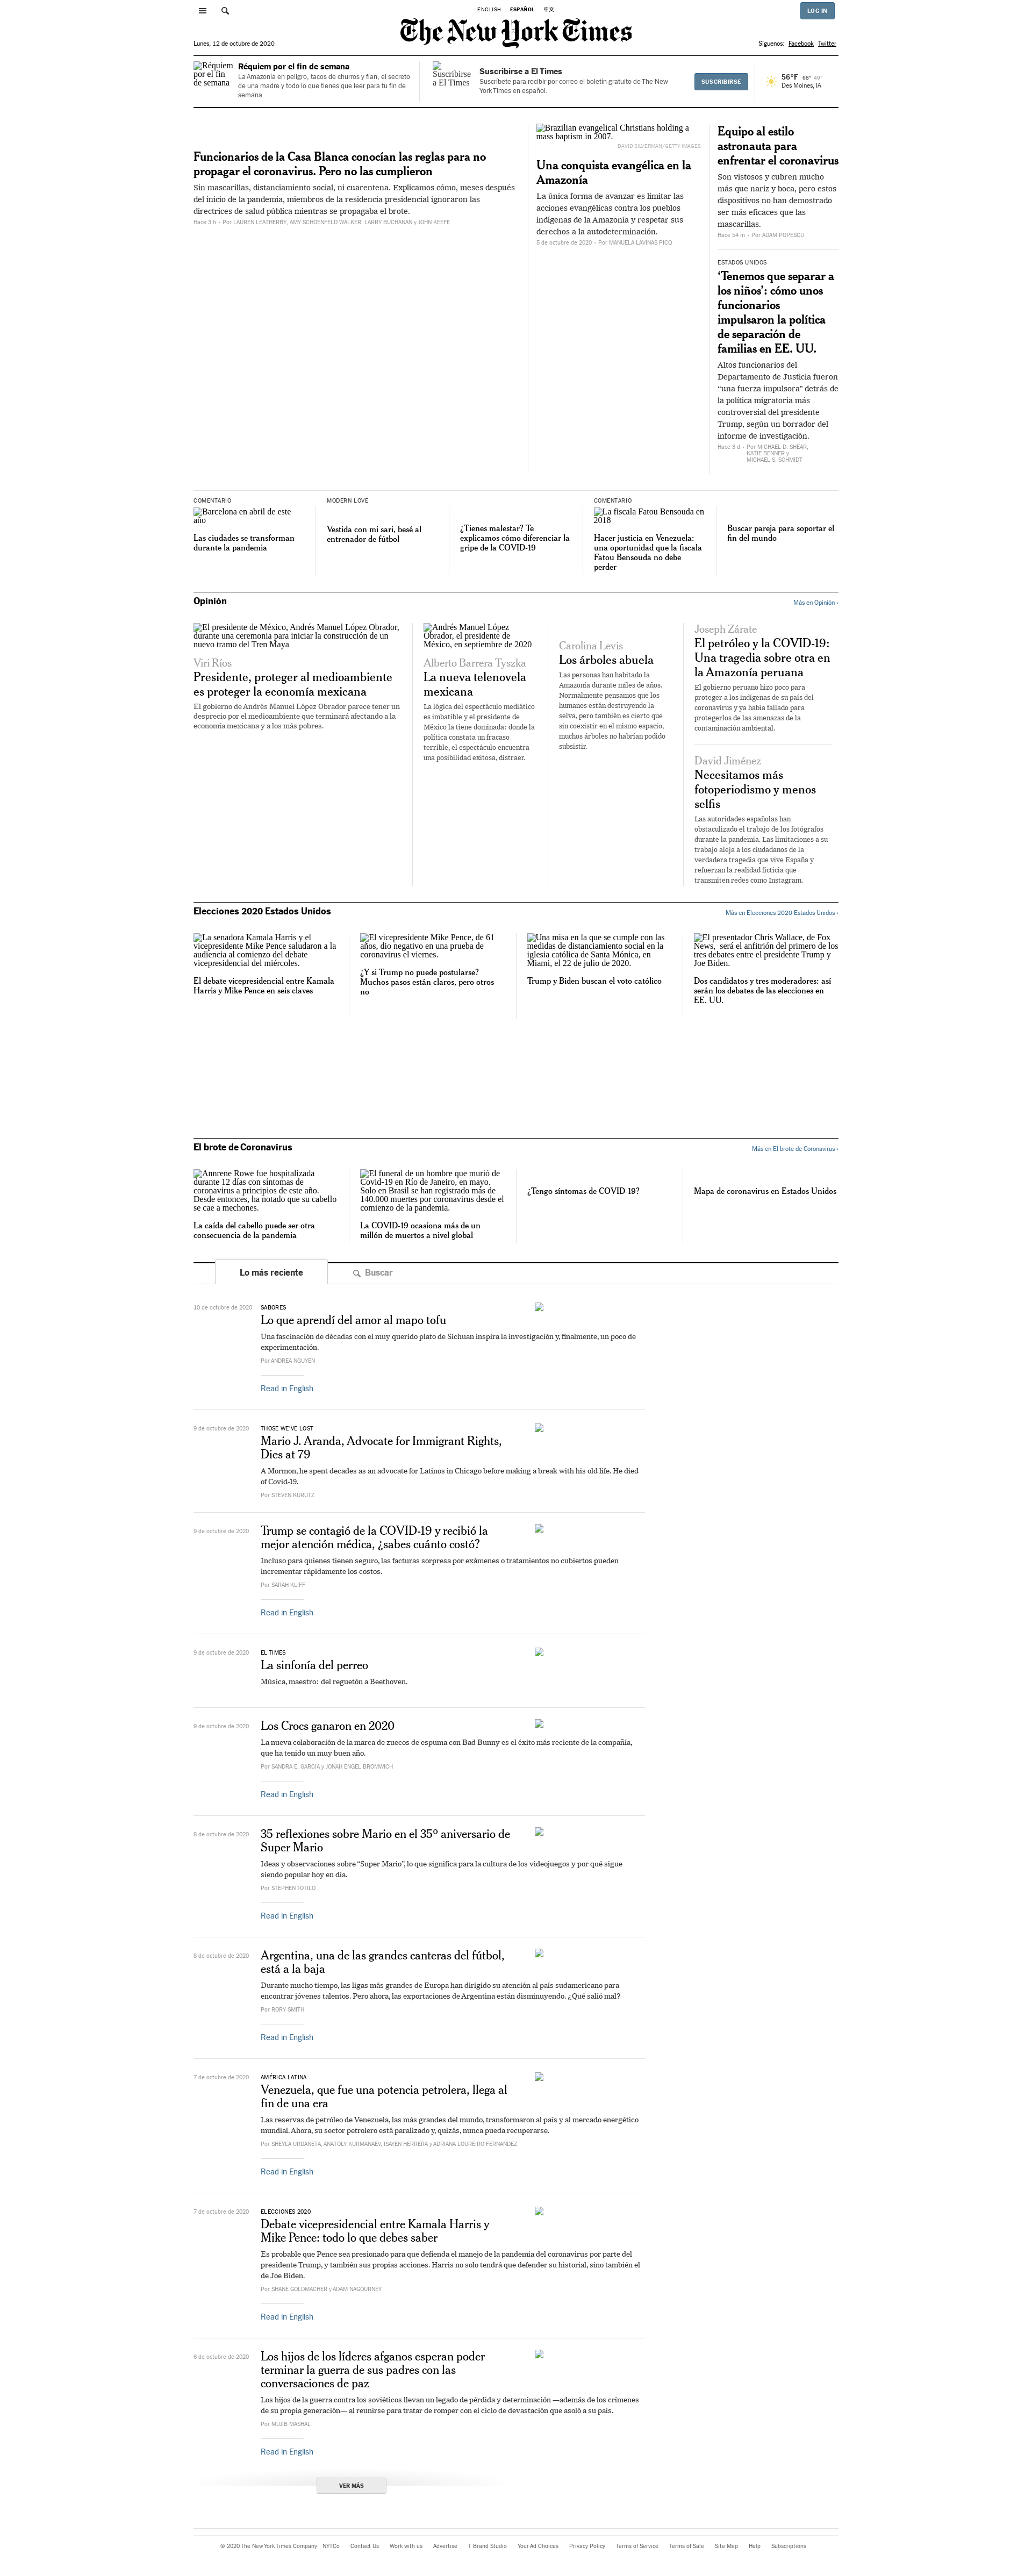 ENGLISH ESPAÑOL 中文
LOG IN
The New York Times
Lunes, 12 de octubre de 2020
Síguenos: Facebook Twitter
Réquiem por el fin de semana
Réquiem por el fin de semana
La Amazonía en peligro, tacos de churros y flan, el secreto
de una madre y todo lo que tienes que leer para tu fin de
semana.
Suscribirse a El Times
Suscribirse a El Times
Suscríbete para recibir por correo el boletín gratuito de The New
York Times en español.
SUSCRIBIRSE
56°F 68° 49°
Des Moines, IA
Funcionarios de la Casa Blanca conocían las reglas para no
propagar el coronavirus. Pero no las cumplieron
Sin mascarillas, distanciamiento social, ni cuarentena. Explicamos cómo, meses después
del inicio de la pandemia, miembros de la residencia presidencial ignoraron las
directrices de salud pública mientras se propagaba el brote.
Hace 3 h - Por LAUREN LEATHERBY, AMY SCHOENFELD WALKER, LARRY BUCHANAN y JOHN KEEFE
Brazilian evangelical Christians holding a
mass baptism in 2007.
DAVID SILVERMAN/GETTY IMAGES
Una conquista evangélica en la
Amazonía
La única forma de avanzar es limitar las
acciones evangélicas contra los pueblos
indígenas de la Amazonía y respetar sus
derechos a la autodeterminación.
5 de octubre de 2020 - Por MANUELA LAVINAS PICQ
Equipo al estilo
astronauta para
enfrentar el coronavirus
Son vistosos y cubren mucho
más que nariz y boca, pero estos
dispositivos no han demostrado
ser más eficaces que las
mascarillas.
Hace 54 m - Por ADAM POPESCU
ESTADOS UNIDOS
‘Tenemos que separar a
los niños’: cómo unos
funcionarios
impulsaron la política
de separación de
familias en EE. UU.
Altos funcionarios del
Departamento de Justicia fueron
“una fuerza impulsora” detrás de
la política migratoria más
controversial del presidente
Trump, según un borrador del
informe de investigación.
Hace 3 d - Por MICHAEL D. SHEAR,
KATIE BENNER y
MICHAEL S. SCHMIDT
COMENTARIO
Barcelona en abril de este
año
Las ciudades se transforman
durante la pandemia
MODERN LOVE
Vestida con mi sari, besé al
entrenador de fútbol
¿Tienes malestar? Te
explicamos cómo diferenciar la
gripe de la COVID-19
COMENTARIO
La fiscala Fatou Bensouda en
2018
Hacer justicia en Venezuela:
una oportunidad que la fiscala
Fatou Bensouda no debe
perder
Buscar pareja para soportar el
fin del mundo
Opinión
Más en Opinión ›
El presidente de México, Andrés Manuel López Obrador,
durante una ceremonia para iniciar la construcción de un
nuevo tramo del Tren Maya
Viri Ríos
Presidente, proteger al medioambiente
es proteger la economía mexicana
El gobierno de Andrés Manuel López Obrador parece tener un
desprecio por el medioambiente que terminará afectando a la
economía mexicana y a los más pobres.
Andrés Manuel López
Obrador, el presidente de
México, en septiembre de 2020
Alberto Barrera Tyszka
La nueva telenovela
mexicana
La lógica del espectáculo mediático
es imbatible y el presidente de
México la tiene dominada: donde la
política constata un fracaso
terrible, el espectáculo encuentra
una posibilidad exitosa, distraer.
Carolina Levis
Los árboles abuela
Las personas han habitado la
Amazonía durante miles de años.
Normalmente pensamos que los
humanos están destruyendo la
selva, pero también es cierto que
sin coexistir en el mismo espacio,
muchos árboles no habrían podido
subsistir.
Joseph Zárate
El petróleo y la COVID-19:
Una tragedia sobre otra en
la Amazonía peruana
El gobierno peruano hizo poco para
proteger a los indígenas de su país del
coronavirus y ya había fallado para
protegerlos de las amenazas de la
contaminación ambiental.
David Jiménez
Necesitamos más
fotoperiodismo y menos
selfis
Las autoridades españolas han
obstaculizado el trabajo de los fotógrafos
durante la pandemia. Las limitaciones a su
trabajo aleja a los ciudadanos de la
verdadera tragedia que vive España y
refuerzan la realidad ficticia que
transmiten redes como Instagram.
Elecciones 2020 Estados Unidos
Más en Elecciones 2020 Estados Unidos ›
La senadora Kamala Harris y el
vicepresidente Mike Pence saludaron a la
audiencia al comienzo del debate
vicepresidencial del miércoles.
El debate vicepresidencial entre Kamala
Harris y Mike Pence en seis claves
El vicepresidente Mike Pence, de 61
años, dio negativo en una prueba de
coronavirus el viernes.
¿Y si Trump no puede postularse?
Muchos pasos están claros, pero otros
no
Una misa en la que se cumple con las
medidas de distanciamiento social en la
iglesia católica de Santa Mónica, en
Miami, el 22 de julio de 2020.
Trump y Biden buscan el voto católico
El presentador Chris Wallace, de Fox
News, será el anfitrión del primero de los
tres debates entre el presidente Trump y
Joe Biden.
Dos candidatos y tres moderadores: así
serán los debates de las elecciones en
EE. UU.
El brote de Coronavirus
Más en El brote de Coronavirus ›
Annrene Rowe fue hospitalizada
durante 12 días con síntomas de
coronavirus a principios de este año.
Desde entonces, ha notado que su cabello
se cae a mechones.
La caída del cabello puede ser otra
consecuencia de la pandemia
El funeral de un hombre que murió de
Covid-19 en Río de Janeiro, en mayo.
Solo en Brasil se han registrado más de
140.000 muertes por coronavirus desde el
comienzo de la pandemia.
La COVID-19 ocasiona más de un
millón de muertos a nivel global
¿Tengo síntomas de COVID-19?
Mapa de coronavirus en Estados Unidos
Lo más reciente
Buscar
10 de octubre de 2020
SABORES
Lo que aprendí del amor al mapo tofu
Una fascinación de décadas con el muy querido plato de Sichuan inspira la investigación y, finalmente, un poco de
experimentación.
Por ANDREA NGUYEN
Read in English
9 de octubre de 2020
THOSE WE'VE LOST
Mario J. Aranda, Advocate for Immigrant Rights,
Dies at 79
A Mormon, he spent decades as an advocate for Latinos in Chicago before making a break with his old life. He died
of Covid-19.
Por STEVEN KURUTZ
9 de octubre de 2020
Trump se contagió de la COVID-19 y recibió la
mejor atención médica, ¿sabes cuánto costó?
Incluso para quienes tienen seguro, las facturas sorpresa por exámenes o tratamientos no cubiertos pueden
incrementar rápidamente los costos.
Por SARAH KLIFF
Read in English
9 de octubre de 2020
EL TIMES
La sinfonía del perreo
Música, maestro: del reguetón a Beethoven.
9 de octubre de 2020
Los Crocs ganaron en 2020
La nueva colaboración de la marca de zuecos de espuma con Bad Bunny es el éxito más reciente de la compañía,
que ha tenido un muy buen año.
Por SANDRA E. GARCIA y JONAH ENGEL BROMWICH
Read in English
8 de octubre de 2020
35 reflexiones sobre Mario en el 35º aniversario de
Super Mario
Ideas y observaciones sobre “Super Mario”, lo que significa para la cultura de los videojuegos y por qué sigue
siendo popular hoy en día.
Por STEPHEN TOTILO
Read in English
8 de octubre de 2020
Argentina, una de las grandes canteras del fútbol,
está a la baja
Durante mucho tiempo, las ligas más grandes de Europa han dirigido su atención al país sudamericano para
encontrar jóvenes talentos. Pero ahora, las exportaciones de Argentina están disminuyendo. ¿Qué salió mal?
Por RORY SMITH
Read in English
7 de octubre de 2020
AMÉRICA LATINA
Venezuela, que fue una potencia petrolera, llega al
fin de una era
Las reservas de petróleo de Venezuela, las más grandes del mundo, transformaron al país y al mercado energético
mundial. Ahora, su sector petrolero está paralizado y, quizás, nunca pueda recuperarse.
Por SHEYLA URDANETA, ANATOLY KURMANAEV, ISAYEN HERRERA y ADRIANA LOUREIRO FERNANDEZ
Read in English
7 de octubre de 2020
ELECCIONES 2020
Debate vicepresidencial entre Kamala Harris y
Mike Pence: todo lo que debes saber
Es probable que Pence sea presionado para que defienda el manejo de la pandemia del coronavirus por parte del
presidente Trump, y también sus propias acciones. Harris no solo tendrá que defender su historial, sino también el
de Joe Biden.
Por SHANE GOLDMACHER y ADAM NAGOURNEY
Read in English
6 de octubre de 2020
Los hijos de los líderes afganos esperan poder
terminar la guerra de sus padres con las
conversaciones de paz
Los hijos de la guerra contra los soviéticos llevan un legado de pérdida y determinación —además de los crímenes
de su propia generación— al reunirse para tratar de romper con el ciclo de devastación que asoló a su país.
Por MUJIB MASHAL
Read in English
VER MÁS
© 2020 The New York Times Company NYTCo Contact Us Work with us Advertise T Brand Studio Your Ad Choices Privacy Policy Terms of Service Terms of Sale Site Map Help Subscriptions